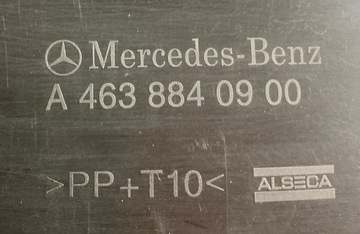 Mercedes-Benz
A 463 884 09 00
>PP+T10< ALSECA